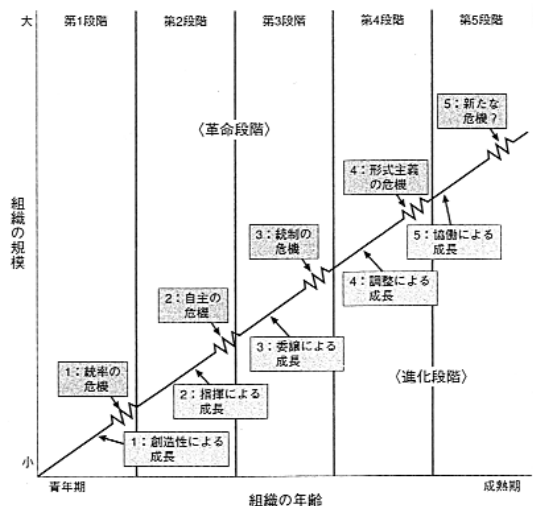 大
第1段階
第2段階
第3段階
第4段階
第5段階
5：新たな
危機？
〈革命段階〉
4：形式主義
の危機
組織の規模
3：統制の
危機
5：協働による
成長
4：調整による
成長
2：自主の
危機
3：委譲による
成長
〈進化段階〉
1：統率の
危機
2：指揮による
成長
1：創造性による
成長
小
青年期
組織の年齢
成熟期